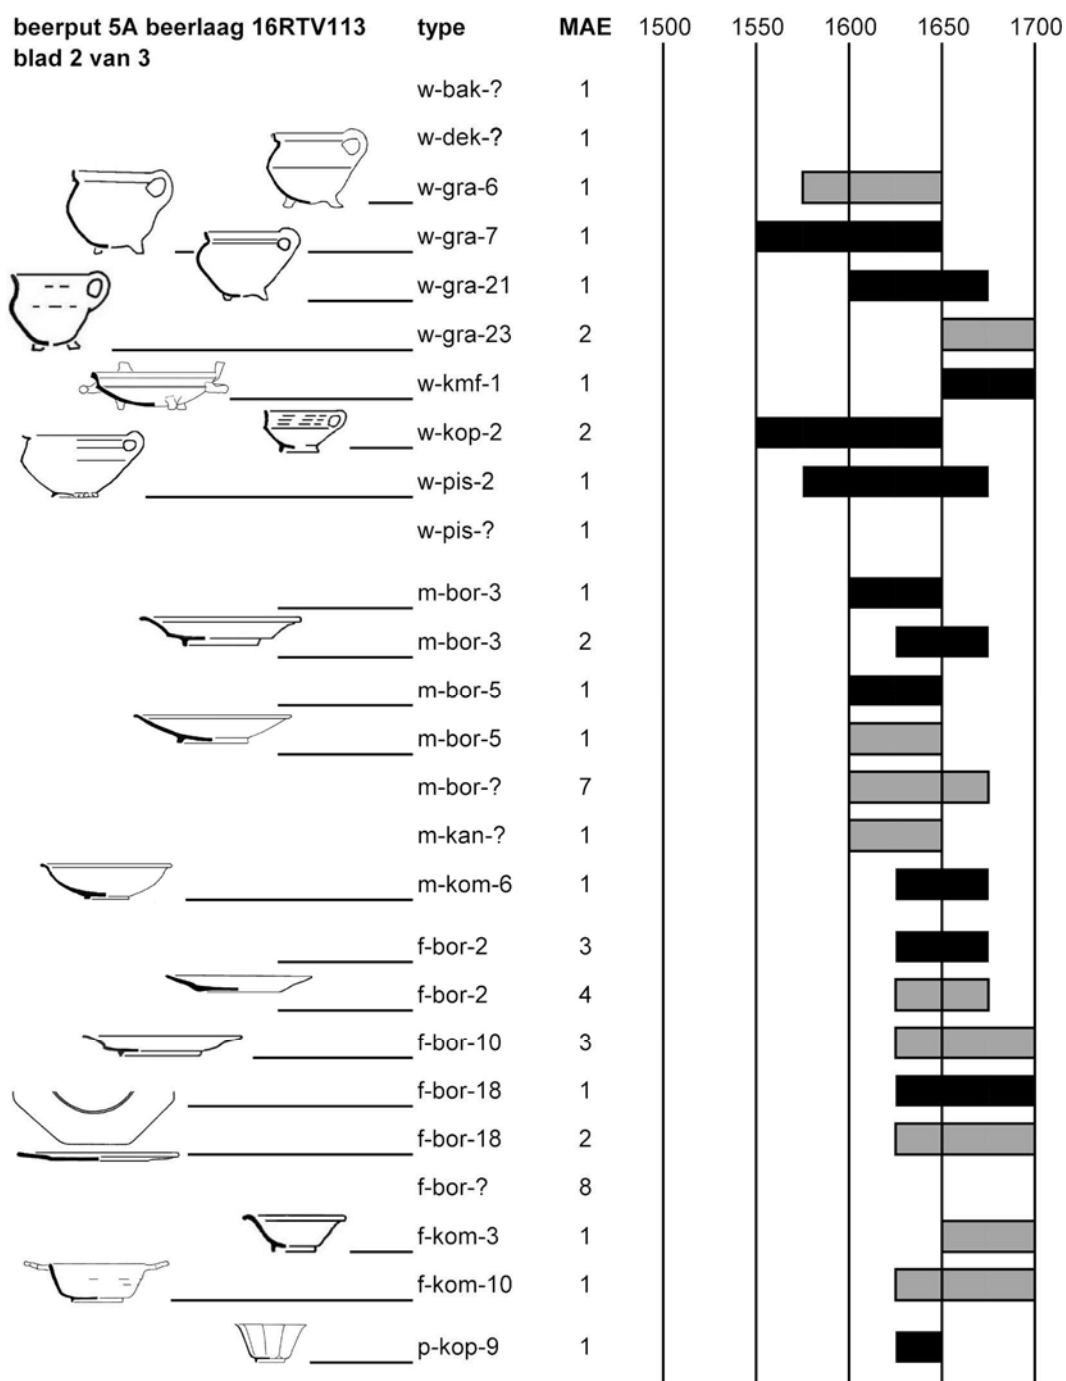 beerput 5A beerlaag 16RTV113 type MAE 1500 1550 1600 1650 1700
blad 2 van 3
w-bak-? 1
w-dek-? 1
w-gra-6 1
w-gra-7 1
w-gra-21 1
w-gra-23 2
w-kmf-1 1
w-kop-2 2
w-pis-2 1
w-pis-? 1
m-bor-3 1
m-bor-3 2
m-bor-5 1
m-bor-5 1
m-bor-? 7
m-kan-? 1
m-kom-6 1
f-bor-2 3
f-bor-2 4
f-bor-10 3
f-bor-18 1
f-bor-18 2
f-bor-? 8
f-kom-3 1
f-kom-10 1
p-kop-9 1